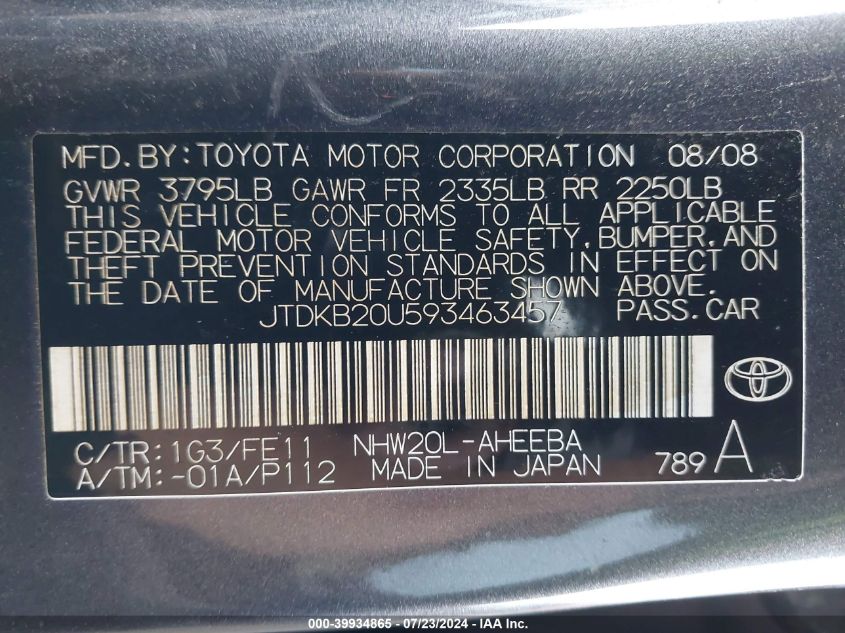 MFD.BY:TOYOTA MOTOR CORPORATION 08/08
GVWR 3795LB GAWR FR 2335LB RR 2250LB
THIS VEHICLE CONFORMS TO ALL APPLICABLE
FEDERAL MOTOR VEHICLE SAFETY,BUMPER,AND
THEFT PREVENTION STANDARDS IN EFFECT ON
THE DATE OF MANUFACTURE SHOWN ABOVE.
JTDKB20U593463457 PASS.CAR
C/TR:1G3/FE11 NHW20L-AHEEBA
A/TM:-01A/P112 MADE IN JAPAN 789 A
000-39934865 - 07/23/2024 - IAA Inc.